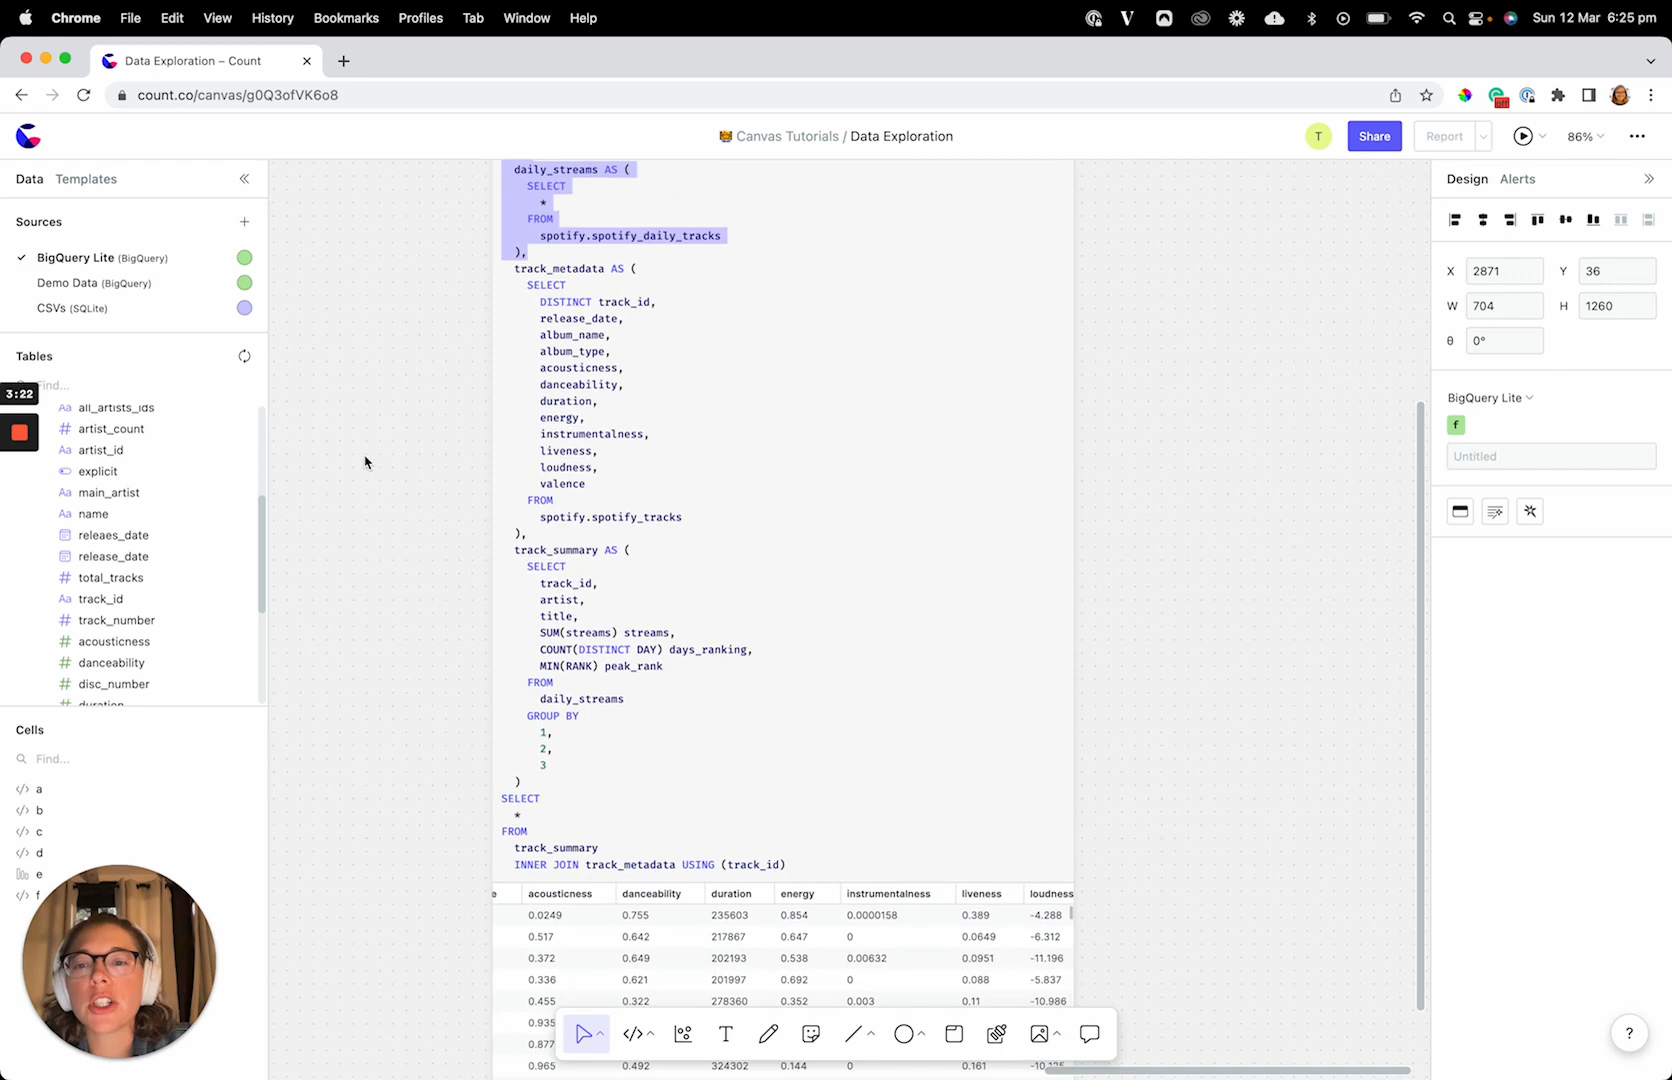 Chrome File Edit View History Bookmarks Profiles Tab Window Help
Sun 12 Mar 6:25 pm
Data Exploration – Count
count.co/canvas/g0Q3ofVK6o8
Canvas Tutorials / Data Exploration
T
Share
Report
86%
Data Templates
Sources
BigQuery Lite (BigQuery)
Demo Data (BigQuery)
CSVs (SQLite)
Tables
Find...
3:22
all_artists_ids
artist_count
artist_id
explicit
main_artist
name
releaes_date
release_date
total_tracks
track_id
track_number
acousticness
danceability
disc_number
duration
Cells
Find...
a
b
c
d
e
f
daily_streams AS (
SELECT
*
FROM
spotify.spotify_daily_tracks
),
track_metadata AS (
SELECT
DISTINCT track_id,
release_date,
album_name,
album_type,
acousticness,
danceability,
duration,
energy,
instrumentalness,
liveness,
loudness,
valence
FROM
spotify.spotify_tracks
),
track_summary AS (
SELECT
track_id,
artist,
title,
SUM(streams) streams,
COUNT(DISTINCT DAY) days_ranking,
MIN(RANK) peak_rank
FROM
daily_streams
GROUP BY
1,
2,
3
)
SELECT
*
FROM
track_summary
INNER JOIN track_metadata USING (track_id)
e acousticness danceability duration energy instrumentalness liveness loudness
0.0249 0.755 235603 0.854 0.0000158 0.389 -4.288
0.517 0.642 217867 0.647 0 0.0649 -6.312
0.372 0.649 202193 0.538 0.00632 0.0951 -11.196
0.336 0.621 201997 0.692 0 0.088 -5.837
0.455 0.322 278360 0.352 0.003 0.11 -10.986
0.935
0.877
0.965 0.492 324302 0.144 0 0.161
Design Alerts
X 2871 Y 36
W 704 H 1260
θ 0°
BigQuery Lite
f
Untitled
?